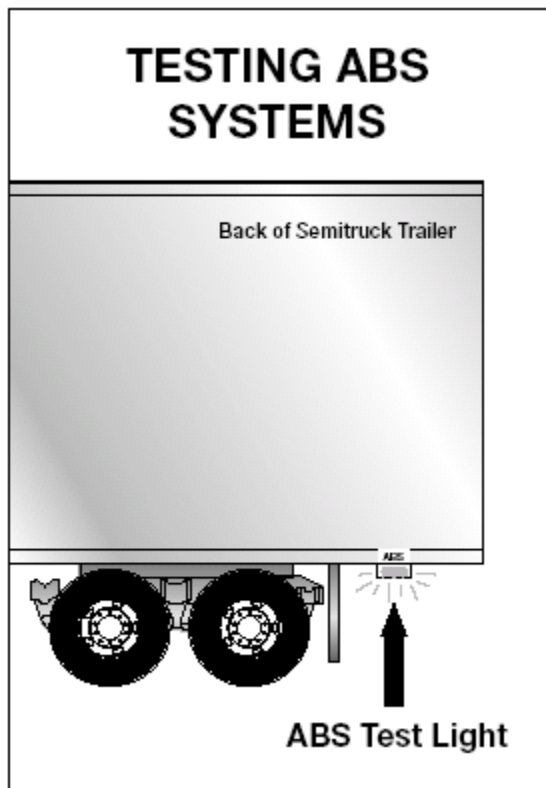 TESTING ABS
SYSTEMS
Back of Semitruck Trailer
ABS
ABS Test Light